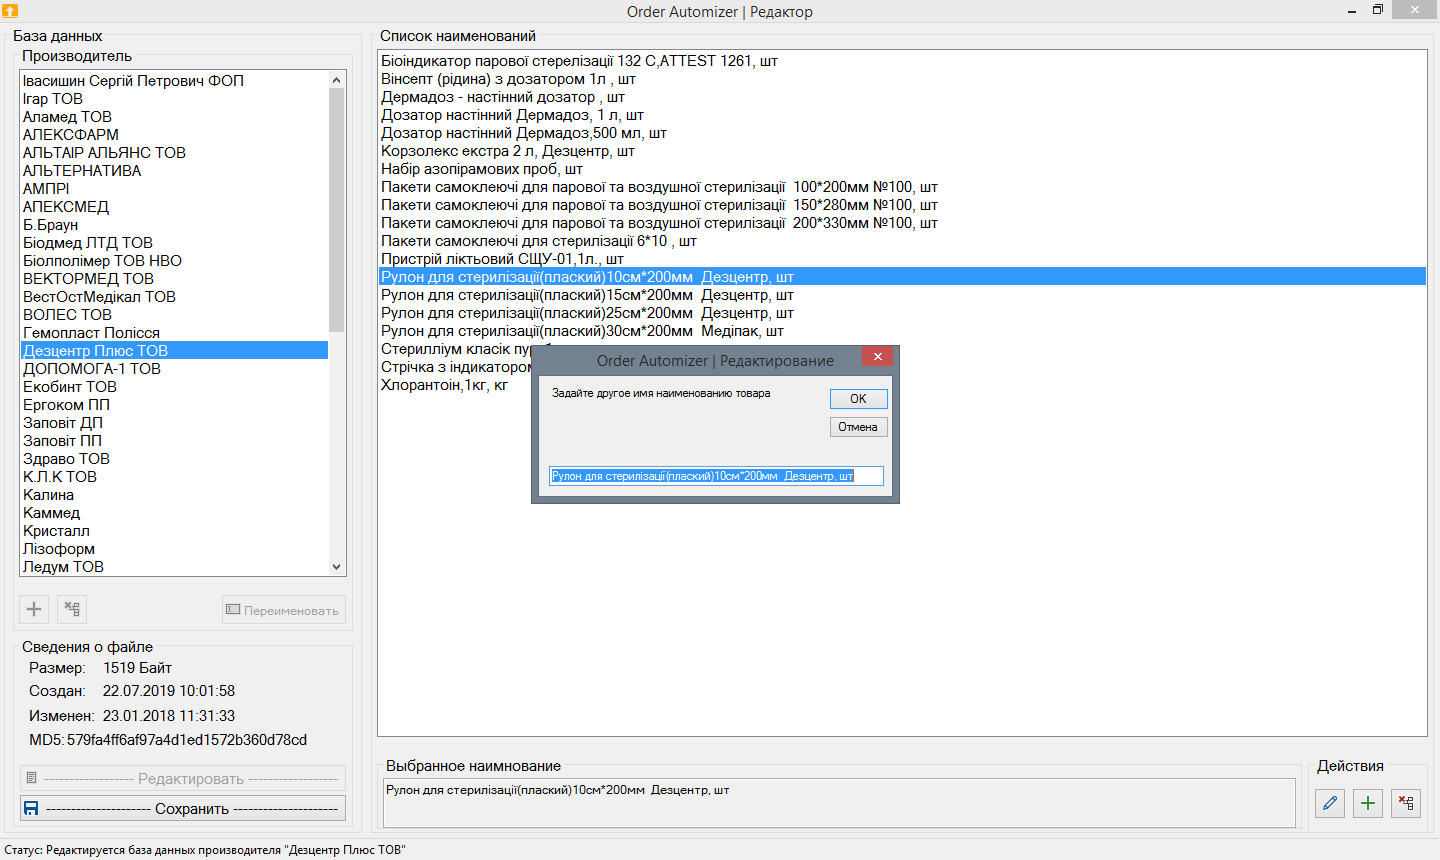 Order Automizer | Редактор
База данных
Производитель
Івасишин Сергій Петрович ФОП
Ігар ТОВ
Аламед ТОВ
АЛЕКСФАРМ
АЛЬТАІР АЛЬЯНС ТОВ
АЛЬТЕРНАТИВА
АМПРІ
АПЕКСМЕД
Б.Браун
Біодмед ЛТД ТОВ
Біолполімер ТОВ НВО
ВЕКТОРМЕД ТОВ
ВестОстМедікал ТОВ
ВОЛЕС ТОВ
Гемопласт Полісся
Дезцентр Плюс ТОВ
ДОПОМОГА-1 ТОВ
Екобинт ТОВ
Ергоком ПП
Заповіт ДП
Заповіт ПП
Здраво ТОВ
К.Л.К ТОВ
Калина
Каммед
Кристалл
Лізоформ
Ледум ТОВ
Переименовать
Сведения о файле
Размер: 1519 Байт
Создан: 22.07.2019 10:01:58
Изменен: 23.01.2018 11:31:33
MD5: 579fa4ff6af97a4d1ed1572b360d78cd
------------------ Редактировать ------------------
--------------------- Сохранить ---------------------
Список наименований
Біоіндикатор парової стерелізації 132 С,ATTEST 1261, шт
Вінсепт (рідина) з дозатором 1л , шт
Дермадоз - настінний дозатор , шт
Дозатор настінний Дермадоз, 1 л, шт
Дозатор настінний Дермадоз,500 мл, шт
Корзолекс екстра 2 л, Дезцентр, шт
Набір азопірамових проб, шт
Пакети самоклеючі для парової та воздушної стерилізації  100*200мм №100, шт
Пакети самоклеючі для парової та воздушної стерилізації  150*280мм №100, шт
Пакети самоклеючі для парової та воздушної стерилізації  200*330мм №100, шт
Пакети самоклеючі для стерилізації 6*10 , шт
Пристрій ліктьовий СЩУ-01,1л., шт
Рулон для стерилізації(плаский)10см*200мм  Дезцентр, шт
Рулон для стерилізації(плаский)15см*200мм  Дезцентр, шт
Рулон для стерилізації(плаский)25см*200мм  Дезцентр, шт
Рулон для стерилізації(плаский)30см*200мм  Медіпак, шт
Стерилліум класік
Стрічка з індикатором
Хлорантоін,1кг, кг
Order Automizer | Редактирование
Задайте другое имя наименованию товара
OK
Отмена
Рулон для стерилізації(плаский)10см*200мм  Дезцентр, шт
Выбранное наимнование
Рулон для стерилізації(плаский)10см*200мм  Дезцентр, шт
Действия
Статус: Редактируется база данных производителя "Дезцентр Плюс ТОВ"